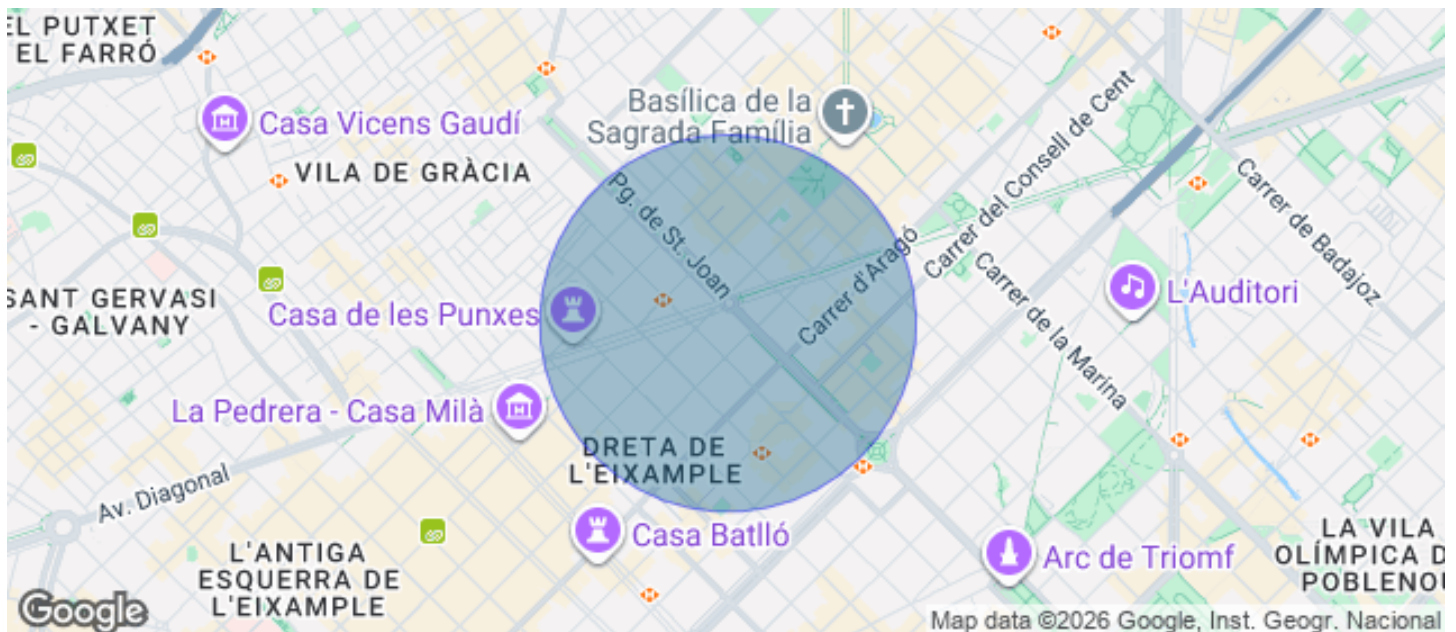 EL PUTXET
EL FARRÓ
Basílica de la
Sagrada Família
Casa Vicens Gaudí
VILA DE GRÀCIA
Pg. de St. Joan
Carrer del Consell de Cent
Carrer de Badajoz
Carrer d'Aragó
Carrer de la Marina
SANT GERVASI
- GALVANY
Casa de les Punxes
L'Auditori
La Pedrera - Casa Milà
DRETA DE
L'EIXAMPLE
Av. Diagonal
Casa Batlló
L'ANTIGA
ESQUERRA DE
L'EIXAMPLE
Arc de Triomf
LA VILA
OLÍMPICA D
POBLENOU
Google
Map data ©2026 Google, Inst. Geogr. Nacional